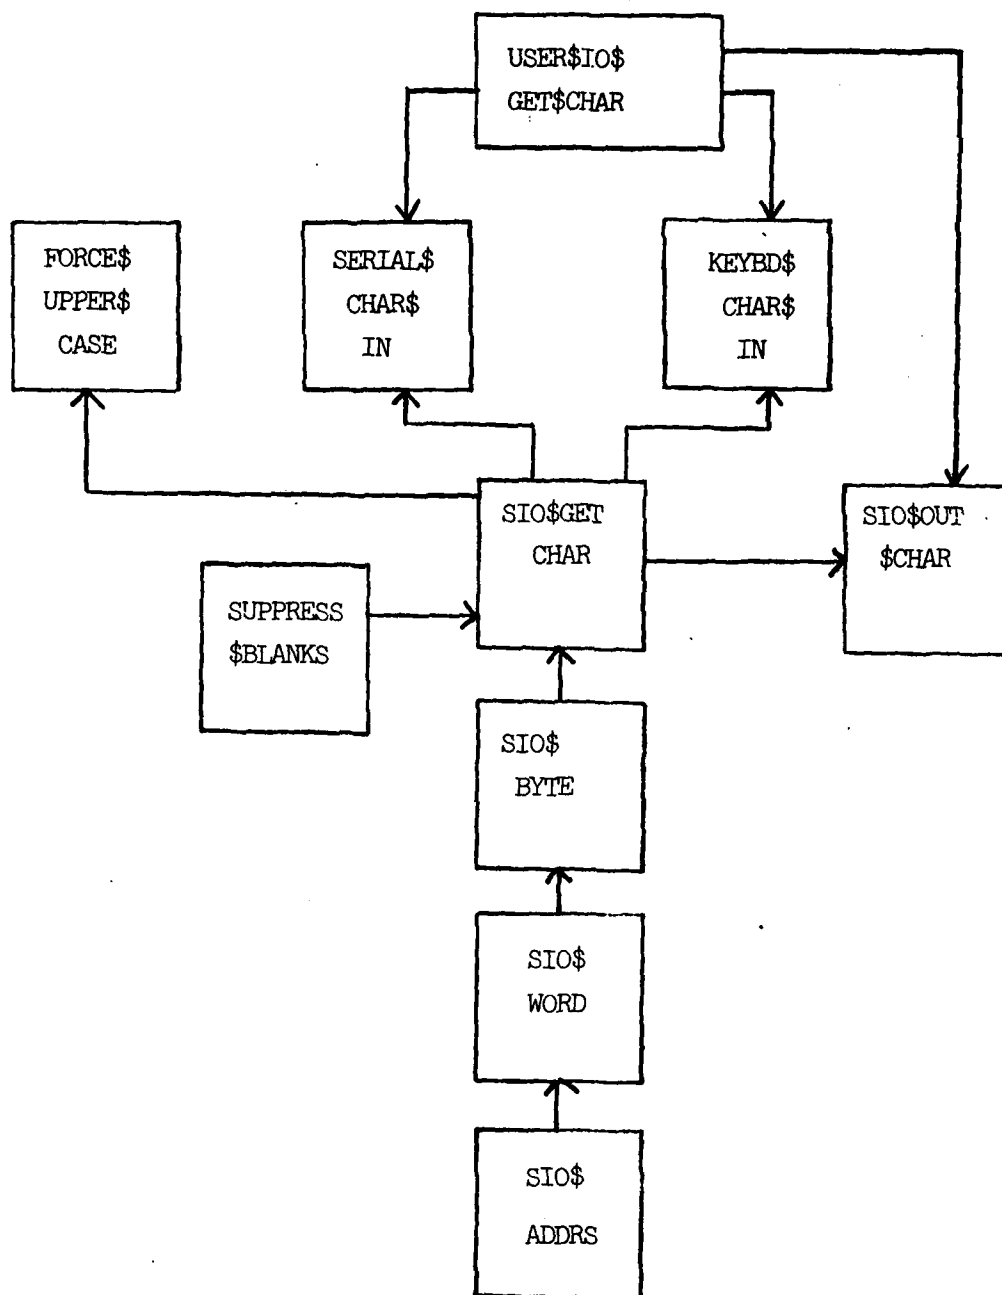 USER$IO$
GET$CHAR
FORCE$
UPPER$
CASE
SERIAL$
CHAR$
IN
KEYBD$
CHAR$
IN
SIO$GET
CHAR
SIO$OUT
$CHAR
SUPPRESS
$BLANKS
SIO$
BYTE
SIO$
WORD
SIO$
ADDRS